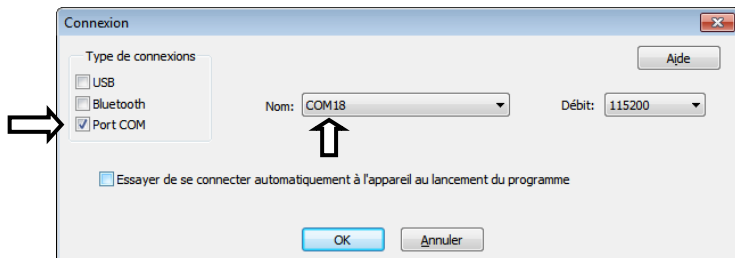 Connexion
Type de connexions
Aide
USB
Bluetooth
Nom: COM18
Débit: 115200
Port COM
Essayer de se connecter automatiquement à l'appareil au lancement du programme
OK
Annuler